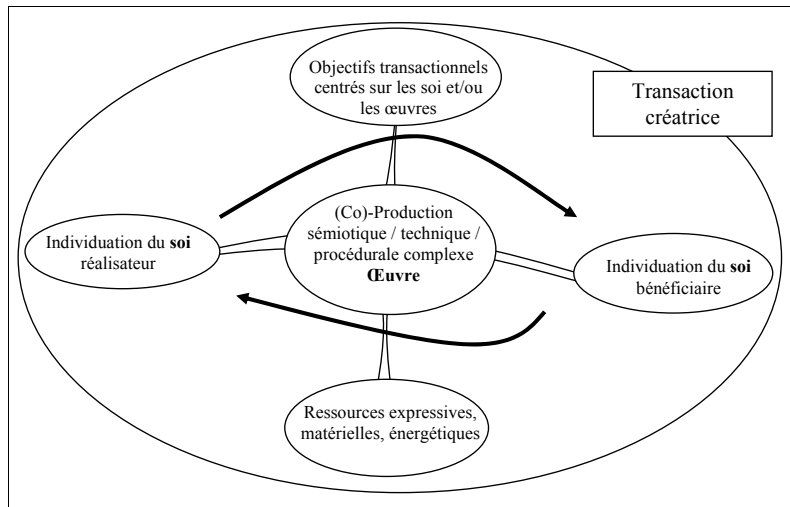 Objectifs transactionnels
centrés sur les soi et/ou
les œuvres
Transaction
créatrice
(Co)-Production
sémiotique / technique /
procédurale complexe
Œuvre
Individuation du soi
réalisateur
Individuation du soi
bénéficiaire
Ressources expressives,
matérielles, énergétiques